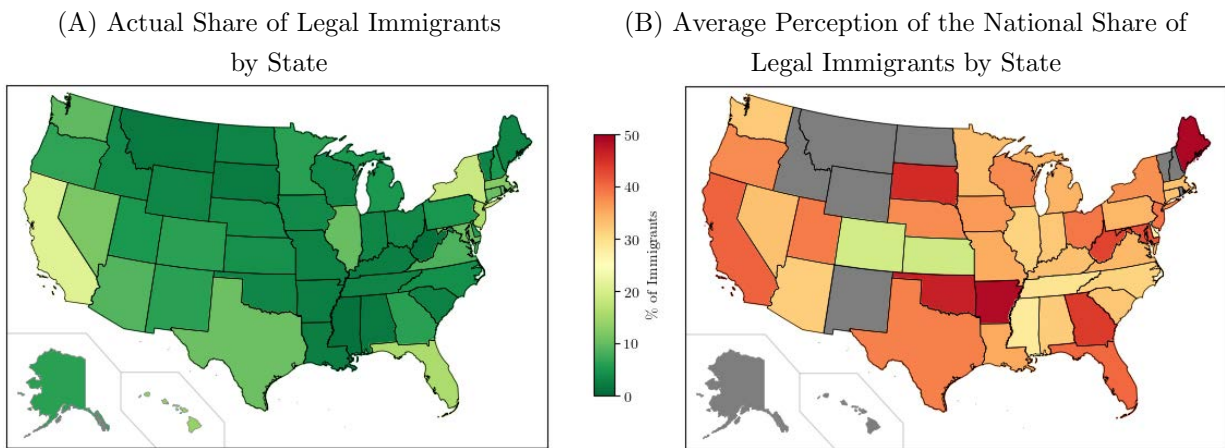 (A) Actual Share of Legal Immigrants
by State
(B) Average Perception of the National Share of
Legal Immigrants by State
50
40
30
20
10
0
% of Immigrants